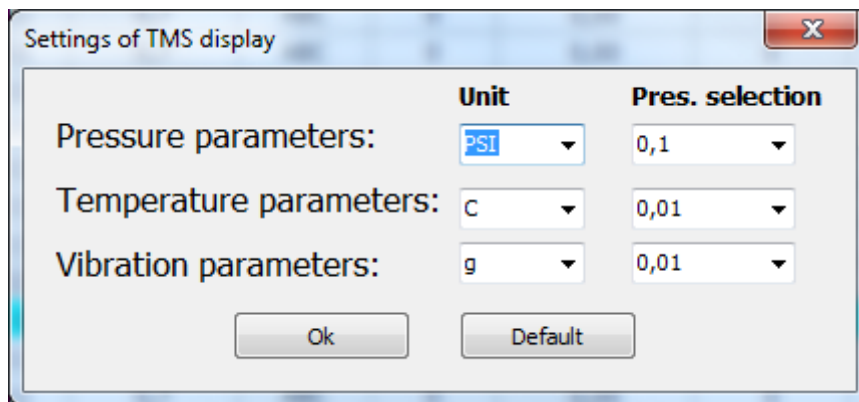 Settings of TMS display
Unit Pres. selection
Pressure parameters: PSI 0,1
Temperature parameters: C 0,01
Vibration parameters: g 0,01
Ok Default